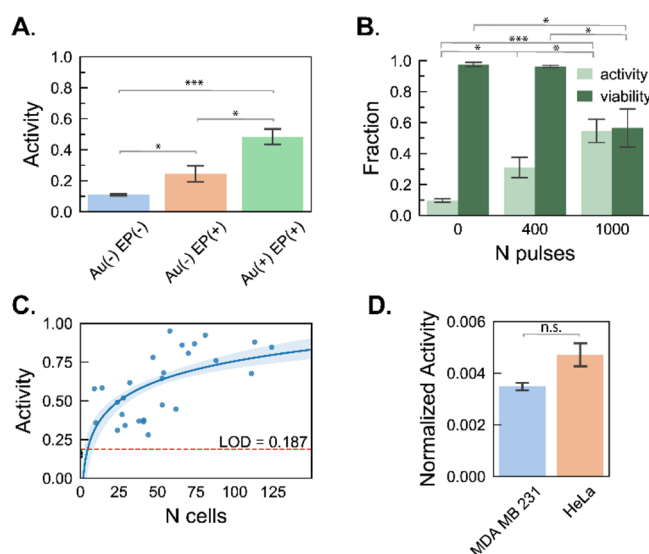 A.
Activity
1.0
0.8
0.6
0.4
0.2
0.0
***
*
*
Au(-) EP(-)
Au(-) EP(+)
Au(+) EP(+)
B.
Fraction
1.0
0.8
0.6
0.4
0.2
0.0
*
***
*
*
*
activity
viability
0
400
1000
N pulses
C.
Activity
1.00
0.75
0.50
0.25
0.00
LOD = 0.187
0
25
50
75
100
125
N cells
D.
Normalized Activity
0.006
0.004
0.002
0.000
n.s.
MDA MB 231
HeLa